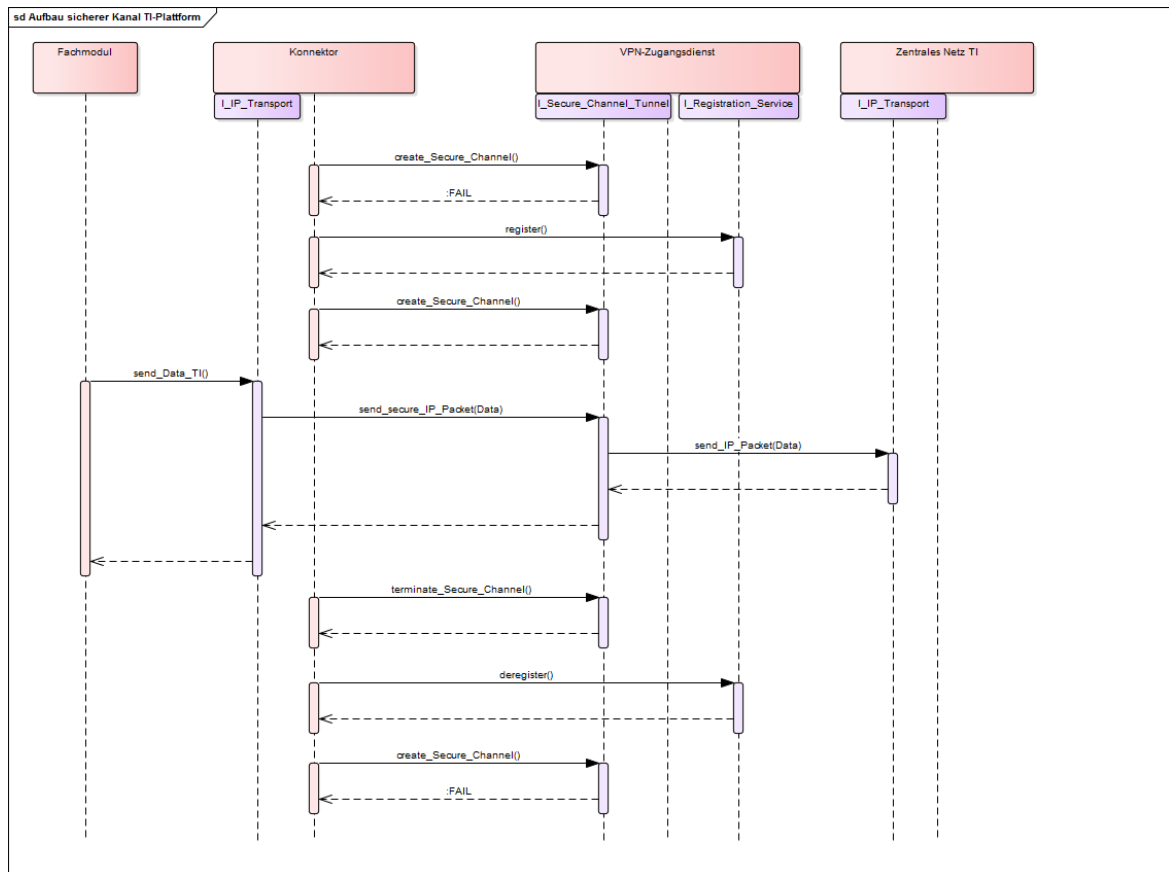 sd Aufbau sicherer Kanal TI-Plattform
Fachmodul
Konnektor
VPN-Zugangsdienst
Zentrales Netz TI
I_IP_Transport
I_Secure_Channel_Tunnel
I_Registration_Service
I_IP_Transport
create_Secure_Channel()
:FAIL
register()
create_Secure_Channel()
send_Data_TI()
send_secure_IP_Packet(Data)
send_IP_Packet(Data)
terminate_Secure_Channel()
deregister()
create_Secure_Channel()
:FAIL